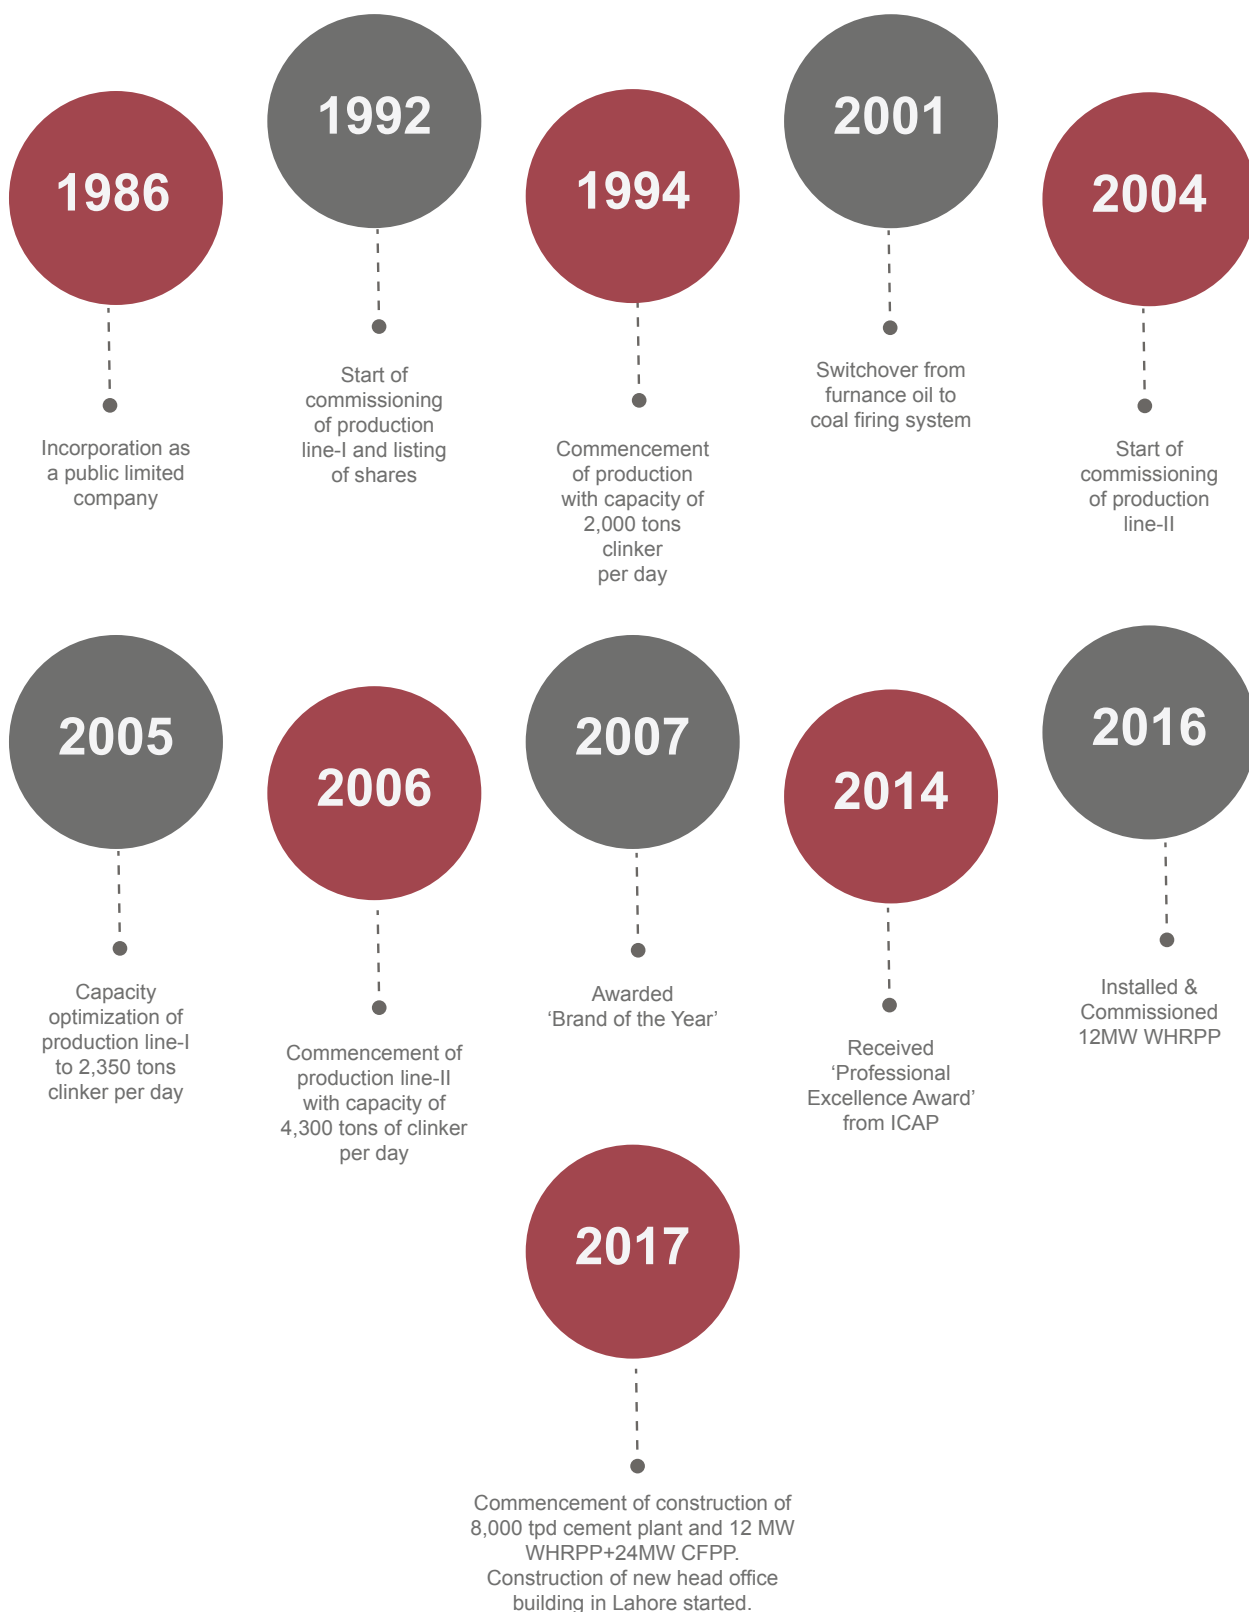 1986
Incorporation as
a public limited
company
1992
Start of
commissioning
of production
line-I and listing
of shares
1994
Commencement
of production
with capacity of
2,000 tons
clinker
per day
2001
Switchover from
furnance oil to
coal firing system
2004
Start of
commissioning
of production
line-II
2005
Capacity
optimization of
production line-I
to 2,350 tons
clinker per day
2006
Commencement of
production line-II
with capacity of
4,300 tons of clinker
per day
2007
Awarded
‘Brand of the Year’
2014
Received
‘Professional
Excellence Award’
from ICAP
2016
Installed &
Commissioned
12MW WHRPP
2017
Commencement of construction of
8,000 tpd cement plant and 12 MW
WHRPP+24MW CFPP.
Construction of new head office
building in Lahore started.